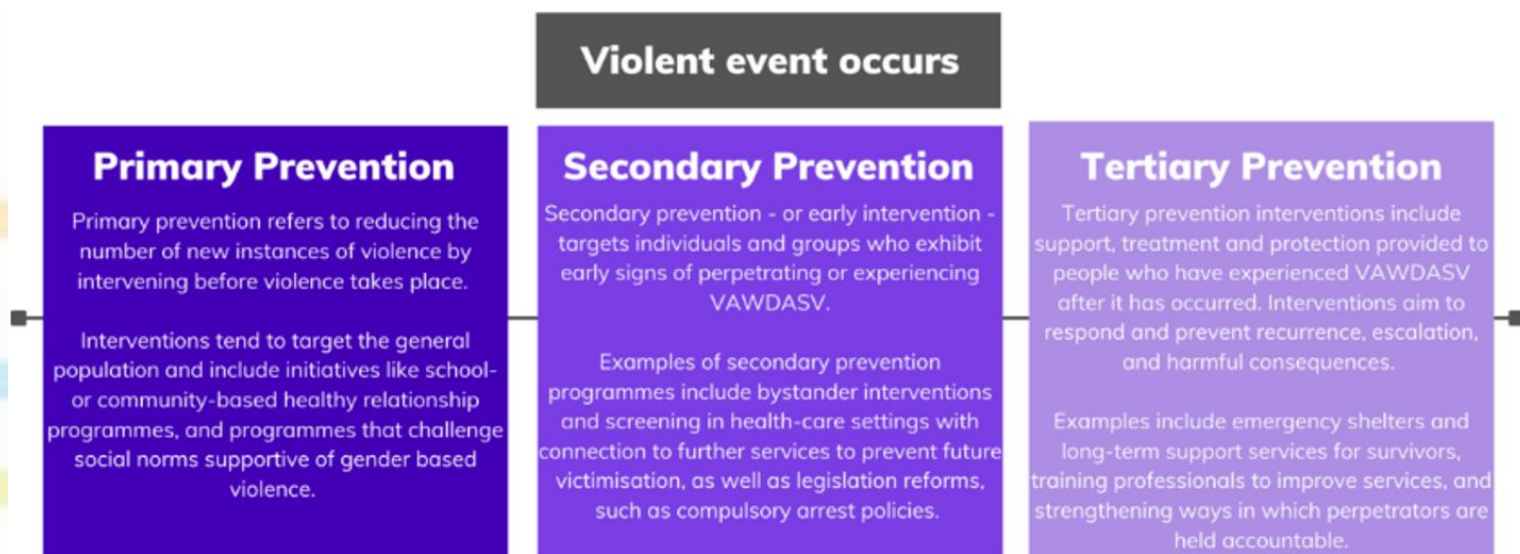 Violent event occurs
Primary Prevention
Primary prevention refers to reducing the
number of new instances of violence by
intervening before violence takes place.
Interventions tend to target the general
population and include initiatives like school-
or community-based healthy relationship
programmes, and programmes that challenge
social norms supportive of gender based
violence.
Secondary Prevention
Secondary prevention - or early intervention -
targets individuals and groups who exhibit
early signs of perpetrating or experiencing
VAWDASV.
Examples of secondary prevention
programmes include bystander interventions
and screening in health-care settings with
connection to further services to prevent future
victimisation, as well as legislation reforms,
such as compulsory arrest policies.
Tertiary Prevention
Tertiary prevention interventions include
support, treatment and protection provided to
people who have experienced VAWDASV
after it has occurred. Interventions aim to
respond and prevent recurrence, escalation,
and harmful consequences.
Examples include emergency shelters and
long-term support services for survivors,
training professionals to improve services, and
strengthening ways in which perpetrators are
held accountable.